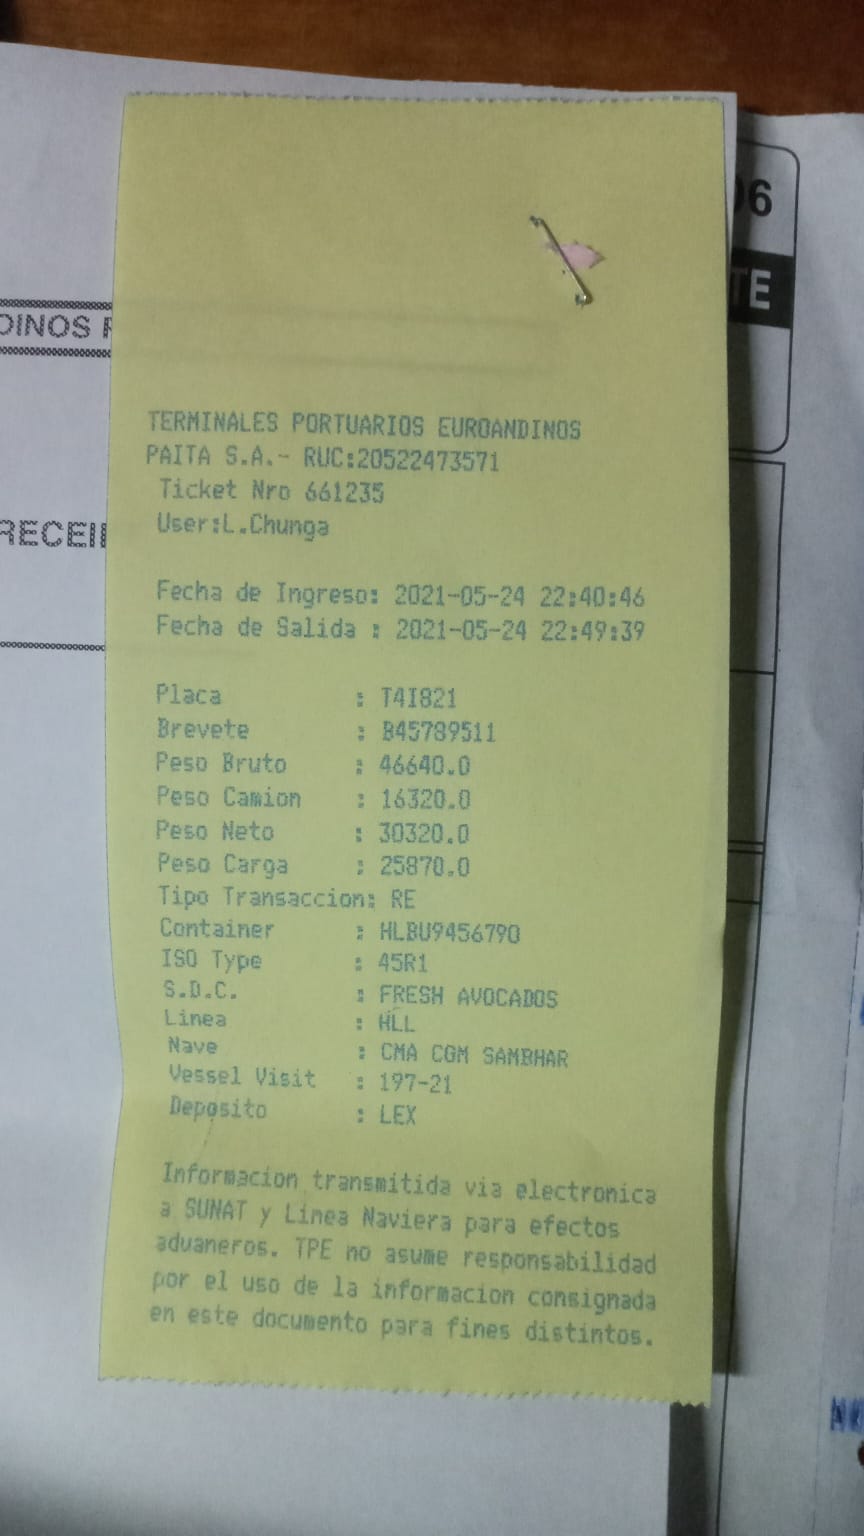 06
TE
DINOS
RECEI
TERMINALES PORTUARIOS EUROANDINOS
PAITA S.A.- RUC:20522473571
Ticket Nro 661235
User:L.Chunga
Fecha de Ingreso: 2021-05-24 22:40:46
Fecha de Salida : 2021-05-24 22:49:39
Placa : T4I821
Brevete : B45789511
Peso Bruto : 46640.0
Peso Camion : 16320.0
Peso Neto : 30320.0
Peso Carga : 25870.0
Tipo Transaccion: RE
Container : HLBU9456790
ISO Type : 45R1
S.D.C. : FRESH AVOCADOS
Linea : HLL
Nave : CMA CGM SAMBHAR
Vessel Visit : 197-21
Deposito : LEX
Informacion transmitida via electronica
a SUNAT y Linea Naviera para efectos
aduaneros. TPE no asume responsabilidad
por el uso de la informacion consignada
en este documento para fines distintos.